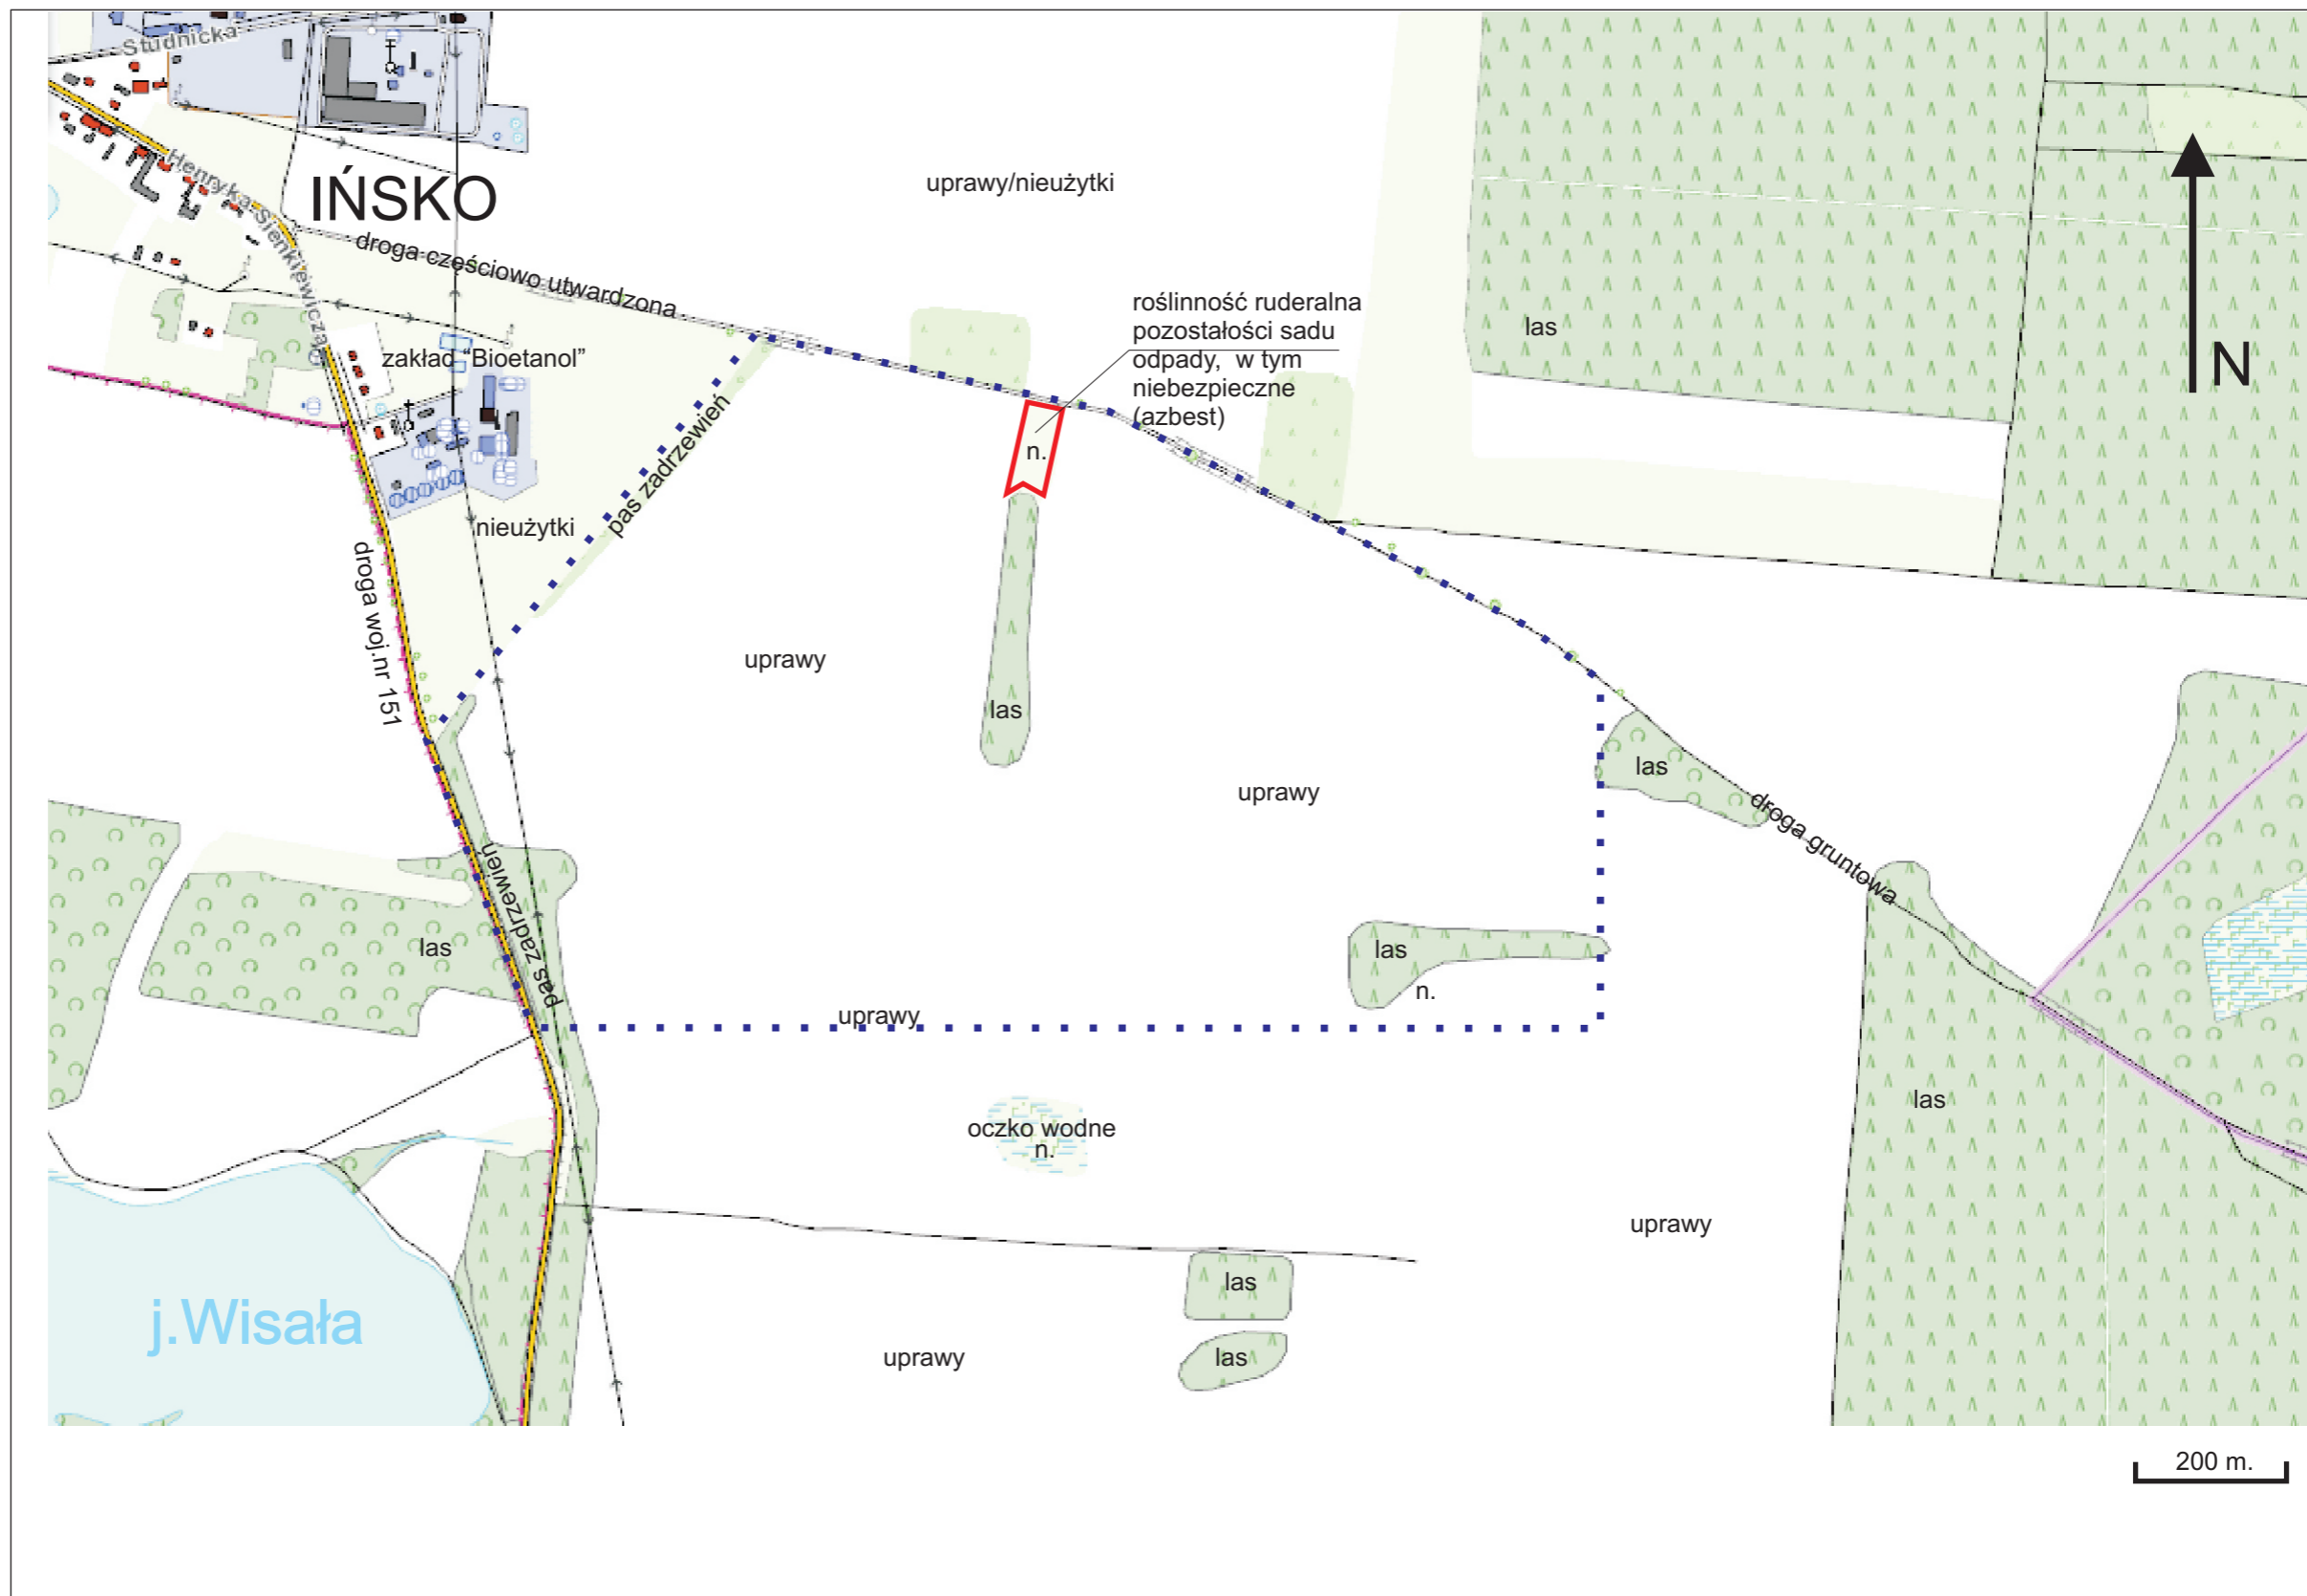 Studnicka
Henryka Sienkiewicza
IŃSKO
uprawy/nieużytki
droga częściowo utwardzona
roślinność ruderalna
pozostałości sadu
odpady, w tym
niebezpieczne
(azbest)
las
N
zakład “Bioetanol”
pas zadrzewień
n.
nieużytki
droga woj.nr 151
uprawy
las
las
uprawy
droga gruntowa
pas zadrzewień
las
las
n.
uprawy
las
oczko wodne
n.
uprawy
las
j.Wisała
uprawy
las
200 m.